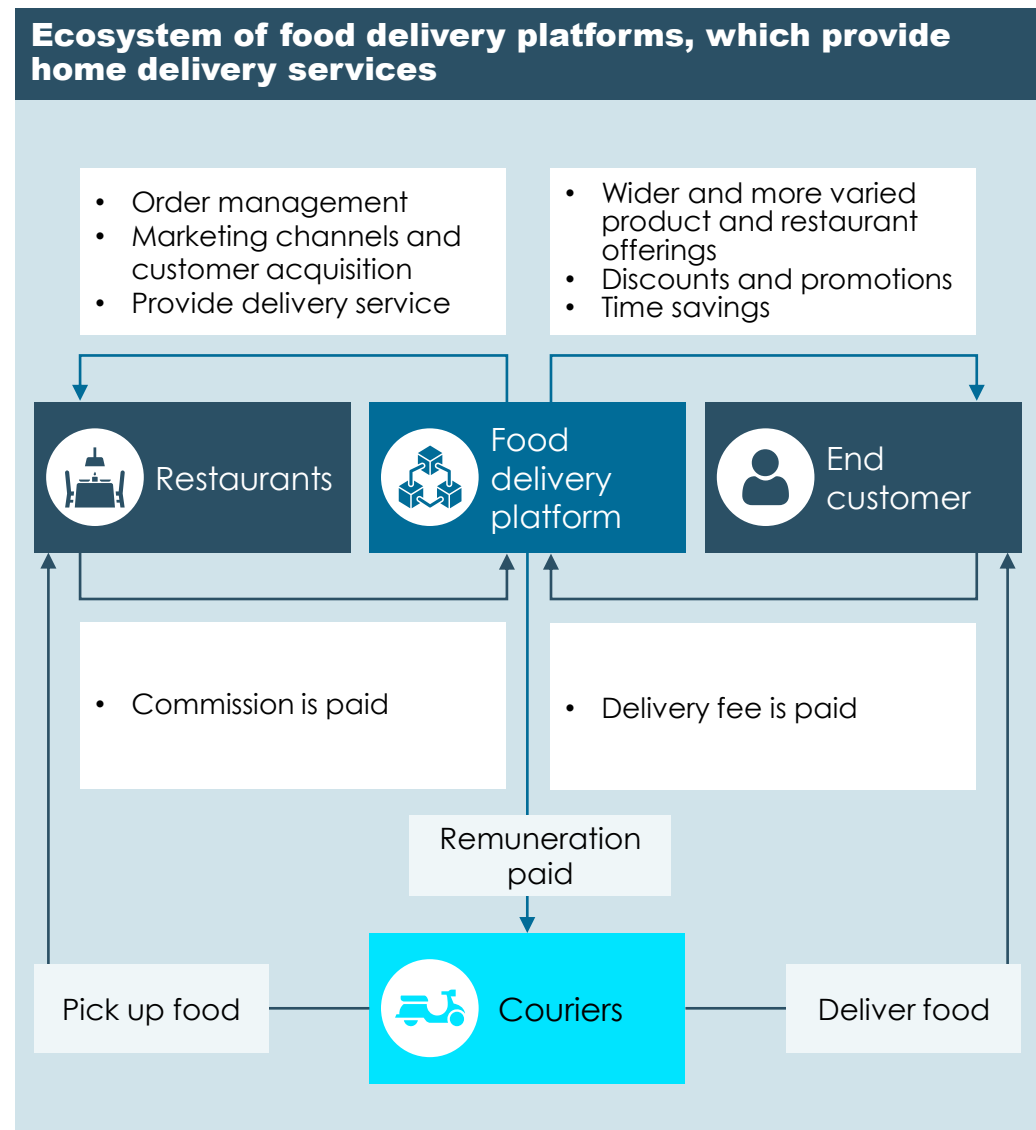 Ecosystem of food delivery platforms, which provide
home delivery services
• Order management
• Marketing channels and
customer acquisition
• Provide delivery service
• Wider and more varied
product and restaurant
offerings
• Discounts and promotions
• Time savings
Restaurants
Food
delivery
platform
End
customer
• Commission is paid
• Delivery fee is paid
Remuneration
paid
Pick up food
Couriers
Deliver food